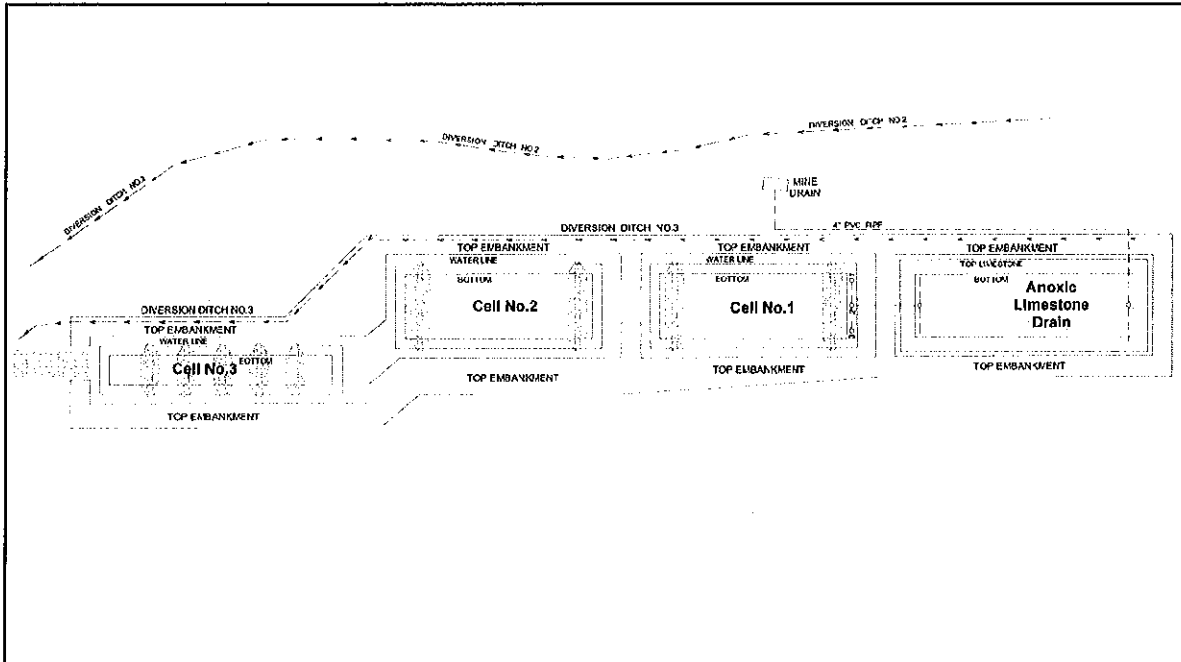 DIVERSION DITCH NO.2
DIVERSION DITCH NO.2
DIVERSION DITCH NO.2
MINE
DRAIN
4" PVC PIPE
DIVERSION DITCH NO.3
TOP EMBANKMENT
TOP EMBANKMENT
TOP EMBANKMENT
WATER LINE
WATER LINE
TOP LIMESTONE
BOTTOM
BOTTOM
BOTTOM
Cell No.2
Cell No.1
Anoxic
Limestone
Drain
DIVERSION DITCH NO.3
TOP EMBANKMENT
WATER LINE
BOTTOM
Cell No.3
TOP EMBANKMENT
TOP EMBANKMENT
TOP EMBANKMENT
TOP EMBANKMENT